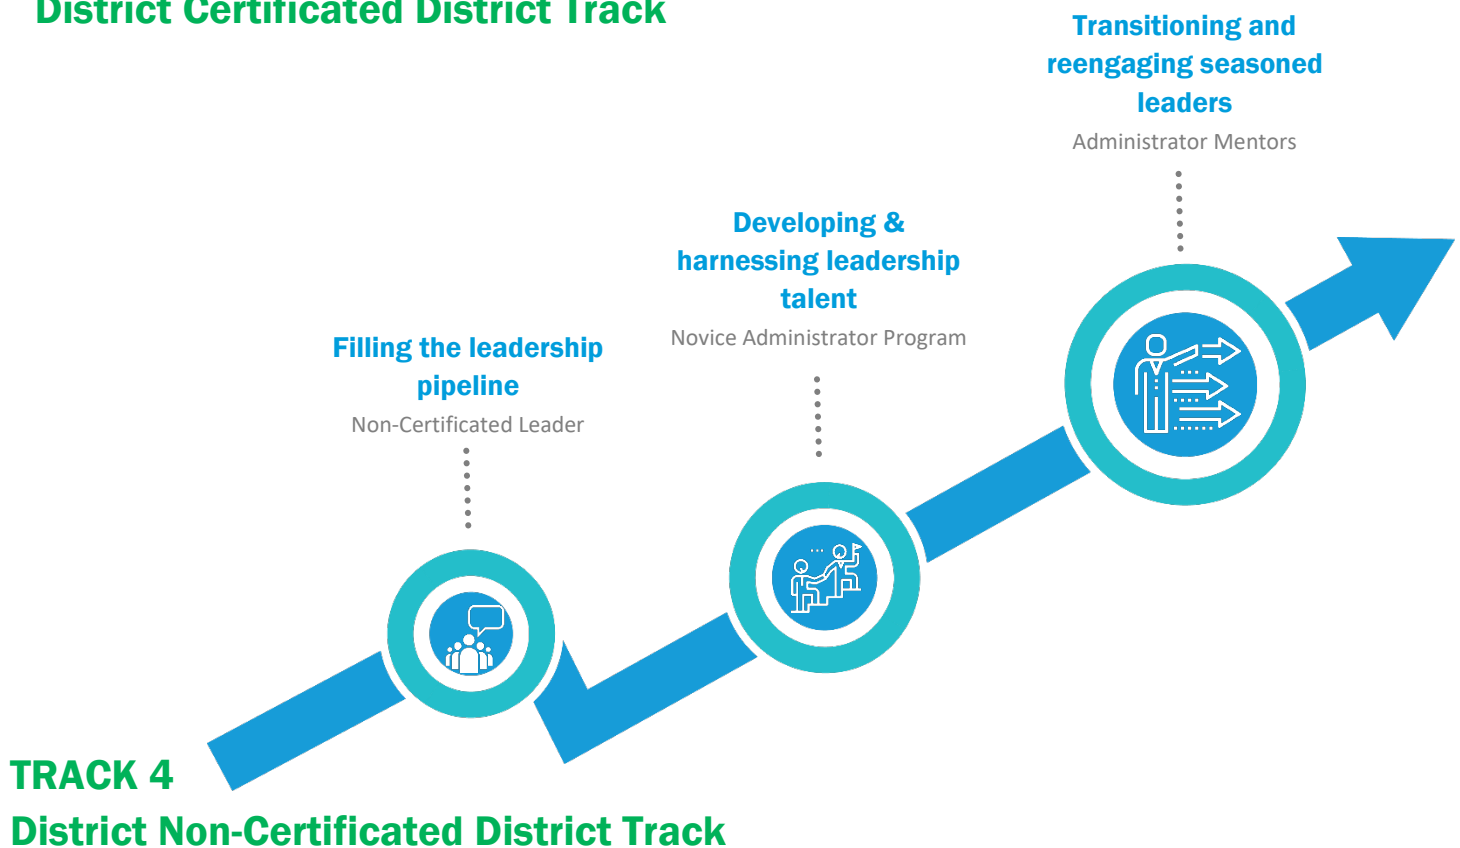 District Certificated District Track
Transitioning and
reengaging seasoned
leaders
Administrator Mentors
Developing &
harnessing leadership
talent
Novice Administrator Program
Filling the leadership
pipeline
Non-Certificated Leader
TRACK 4
District Non-Certificated District Track